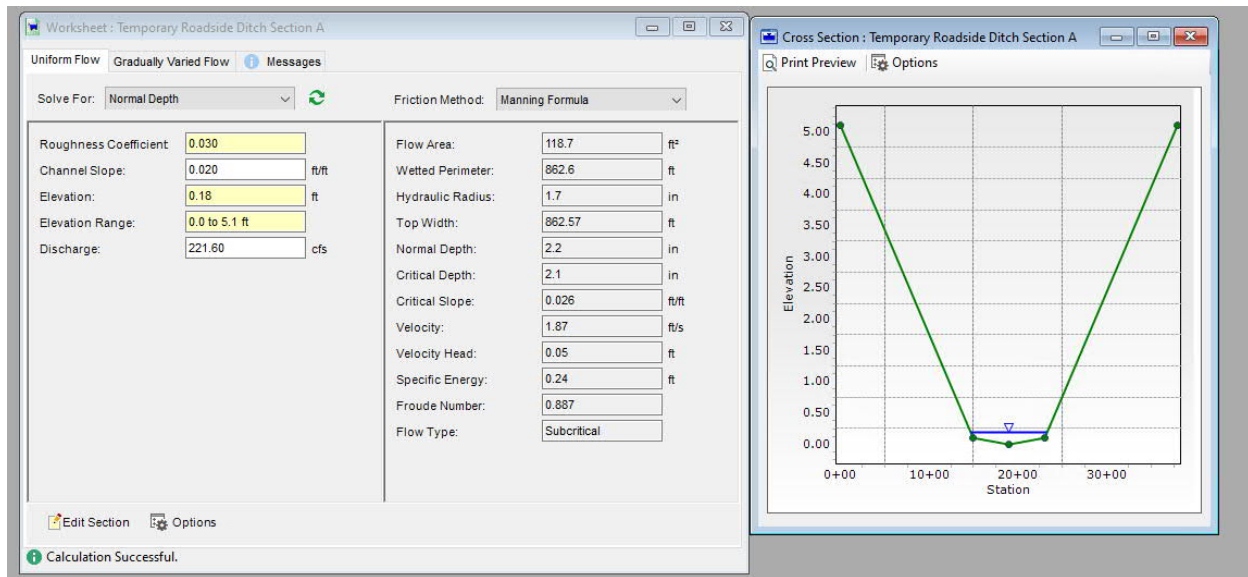 Worksheet : Temporary Roadside Ditch Section A
Uniform Flow Gradually Varied Flow Messages
Solve For: Normal Depth
Friction Method: Manning Formula
Roughness Coefficient 0.030
Channel Slope: 0.020 ft/ft
Elevation: 0.18 ft
Elevation Range: 0.0 to 5.1 ft
Discharge: 221.60 cfs
Flow Area: 118.7 ft²
Wetted Perimeter: 862.6 ft
Hydraulic Radius: 1.7 in
Top Width: 862.57 ft
Normal Depth: 2.2 in
Critical Depth: 2.1 in
Critical Slope: 0.026 ft/ft
Velocity: 1.87 ft/s
Velocity Head: 0.05 ft
Specific Energy: 0.24 ft
Froude Number: 0.887
Flow Type: Subcritical
Edit Section Options
Calculation Successful.
Cross Section : Temporary Roadside Ditch Section A
Print Preview Options
5.00
4.50
4.00
3.50
3.00
2.50
2.00
1.50
1.00
0.50
0.00
Elevation
0+00 10+00 20+00 30+00
Station